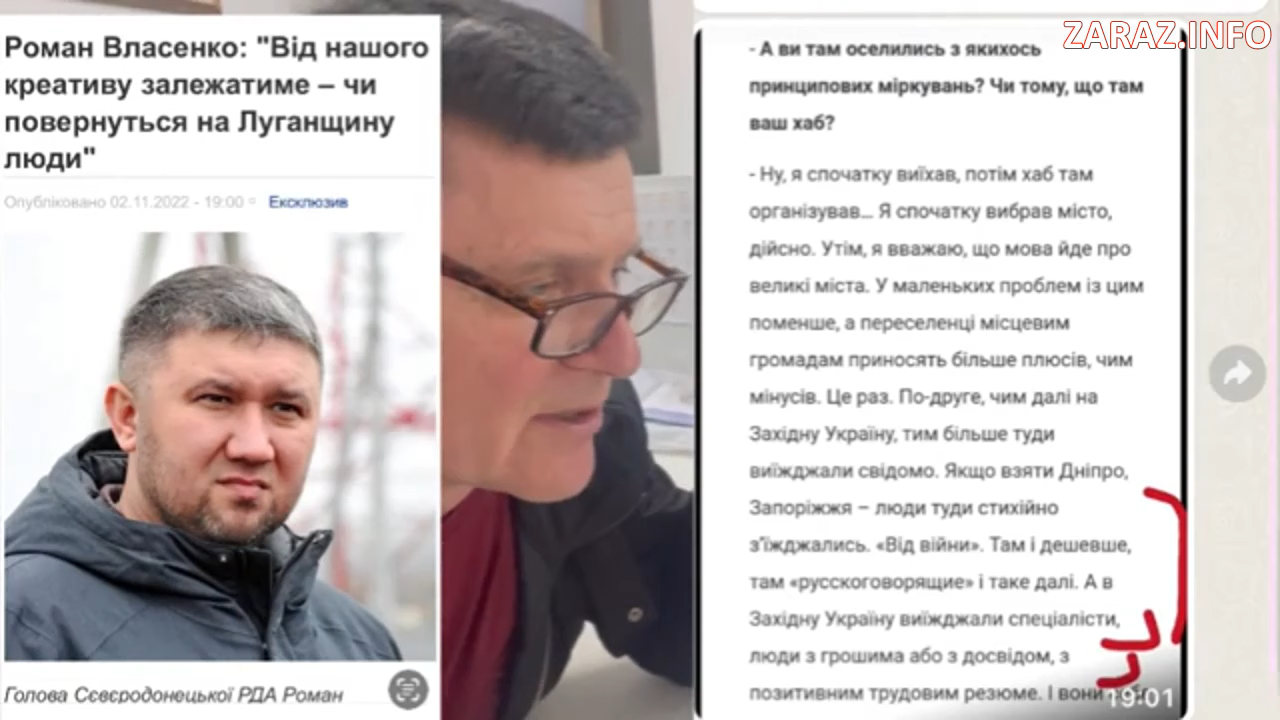 Роман Власенко: "Від нашого
креативу залежатиме – чи
повернуться на Луганщину
люди"
Опубліковано 02.11.2022 - 19:00
Ексклюзив
Голова Сєвєродонецької РДА Роман
ZARAZ.INFO
- А ви там оселились з якихось
принципових міркувань? Чи тому, що там
ваш хаб?
- Ну, я спочатку виїхав, потім хаб там
організував... Я спочатку вибрав місто,
дійсно. Утім, я вважаю, що мова йде про
великі міста. У маленьких проблем із цим
поменше, а переселенці місцевим
громадам приносять більше плюсів, чим
мінусів. Це раз. По-друге, чим далі на
Західну Україну, тим більше туди
виїжджали свідомо. Якщо взяти Дніпро,
Запоріжжя – люди туди стихійно
з’їжджались. «Від війни». Там і дешевше,
там «русскоговорящие» і таке далі. А в
Західну Україну виїжджали спеціалісти,
люди з грошима або з досвідом, з
позитивним трудовим резюме. І вони
19:01